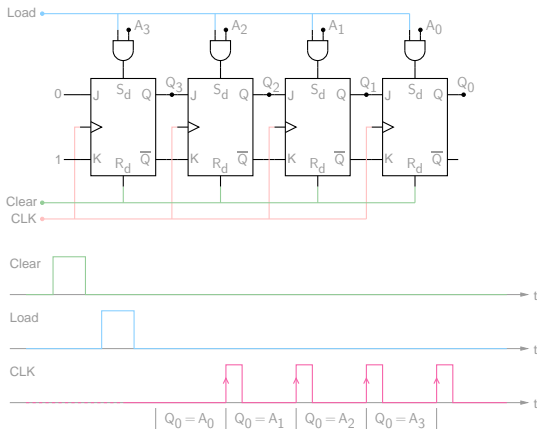 Load
A3 A2 A1 A0
Q3 Q2 Q1 Q0
0 J Sd Q J Sd Q J Sd Q J Sd Q
1 K Rd Q̅ K Rd Q̅ K Rd Q̅ K Rd Q̅
Clear
CLK
Clear
t
Load
t
CLK
t
Q0 = A0 Q0 = A1 Q0 = A2 Q0 = A3